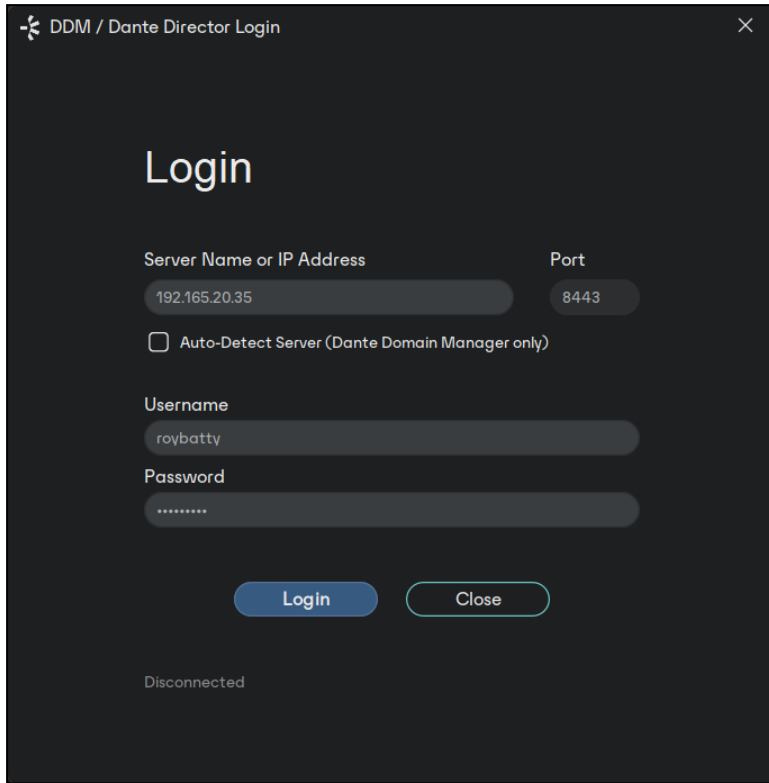 DDM / Dante Director Login
Login
Server Name or IP Address Port
192.165.20.35 8443
Auto-Detect Server (Dante Domain Manager only)
Username
roybatty
Password
•••••••••
Login Close
Disconnected